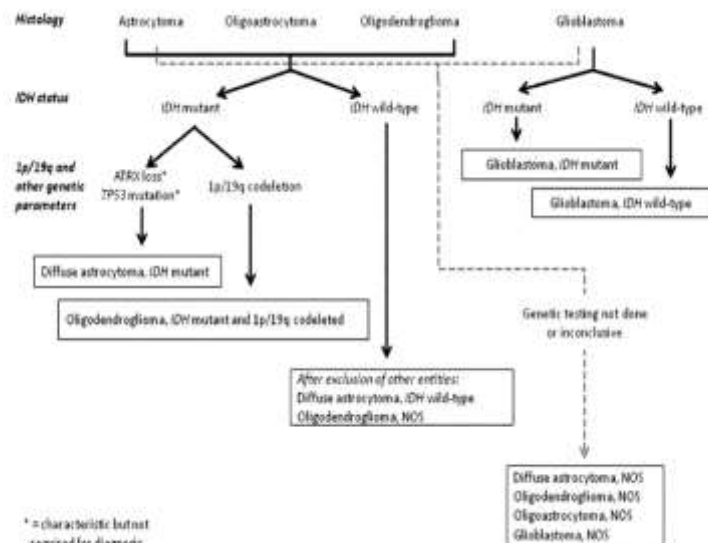 Histology
Astrocytoma
Oligoastrocytoma
Oligodendroglioma
Glioblastoma
IDH status
IDH mutant
IDH wild-type
IDH mutant
IDH wild-type
1p/19q and
other genetic
parameters
ATRX loss*
TP53 mutation*
1p/19q codeletion
Glioblastoma, IDH mutant
Glioblastoma, IDH wild-type
Diffuse astrocytoma, IDH mutant
Oligodendroglioma, IDH mutant and 1p/19q codeleted
Genetic testing not done
or inconclusive
After exclusion of other entities:
Diffuse astrocytoma, IDH wild-type
Oligodendroglioma, NOS
Diffuse astrocytoma, NOS
Oligodendroglioma, NOS
Oligoastrocytoma, NOS
Glioblastoma, NOS
* = characteristic but not
required for diagnosis